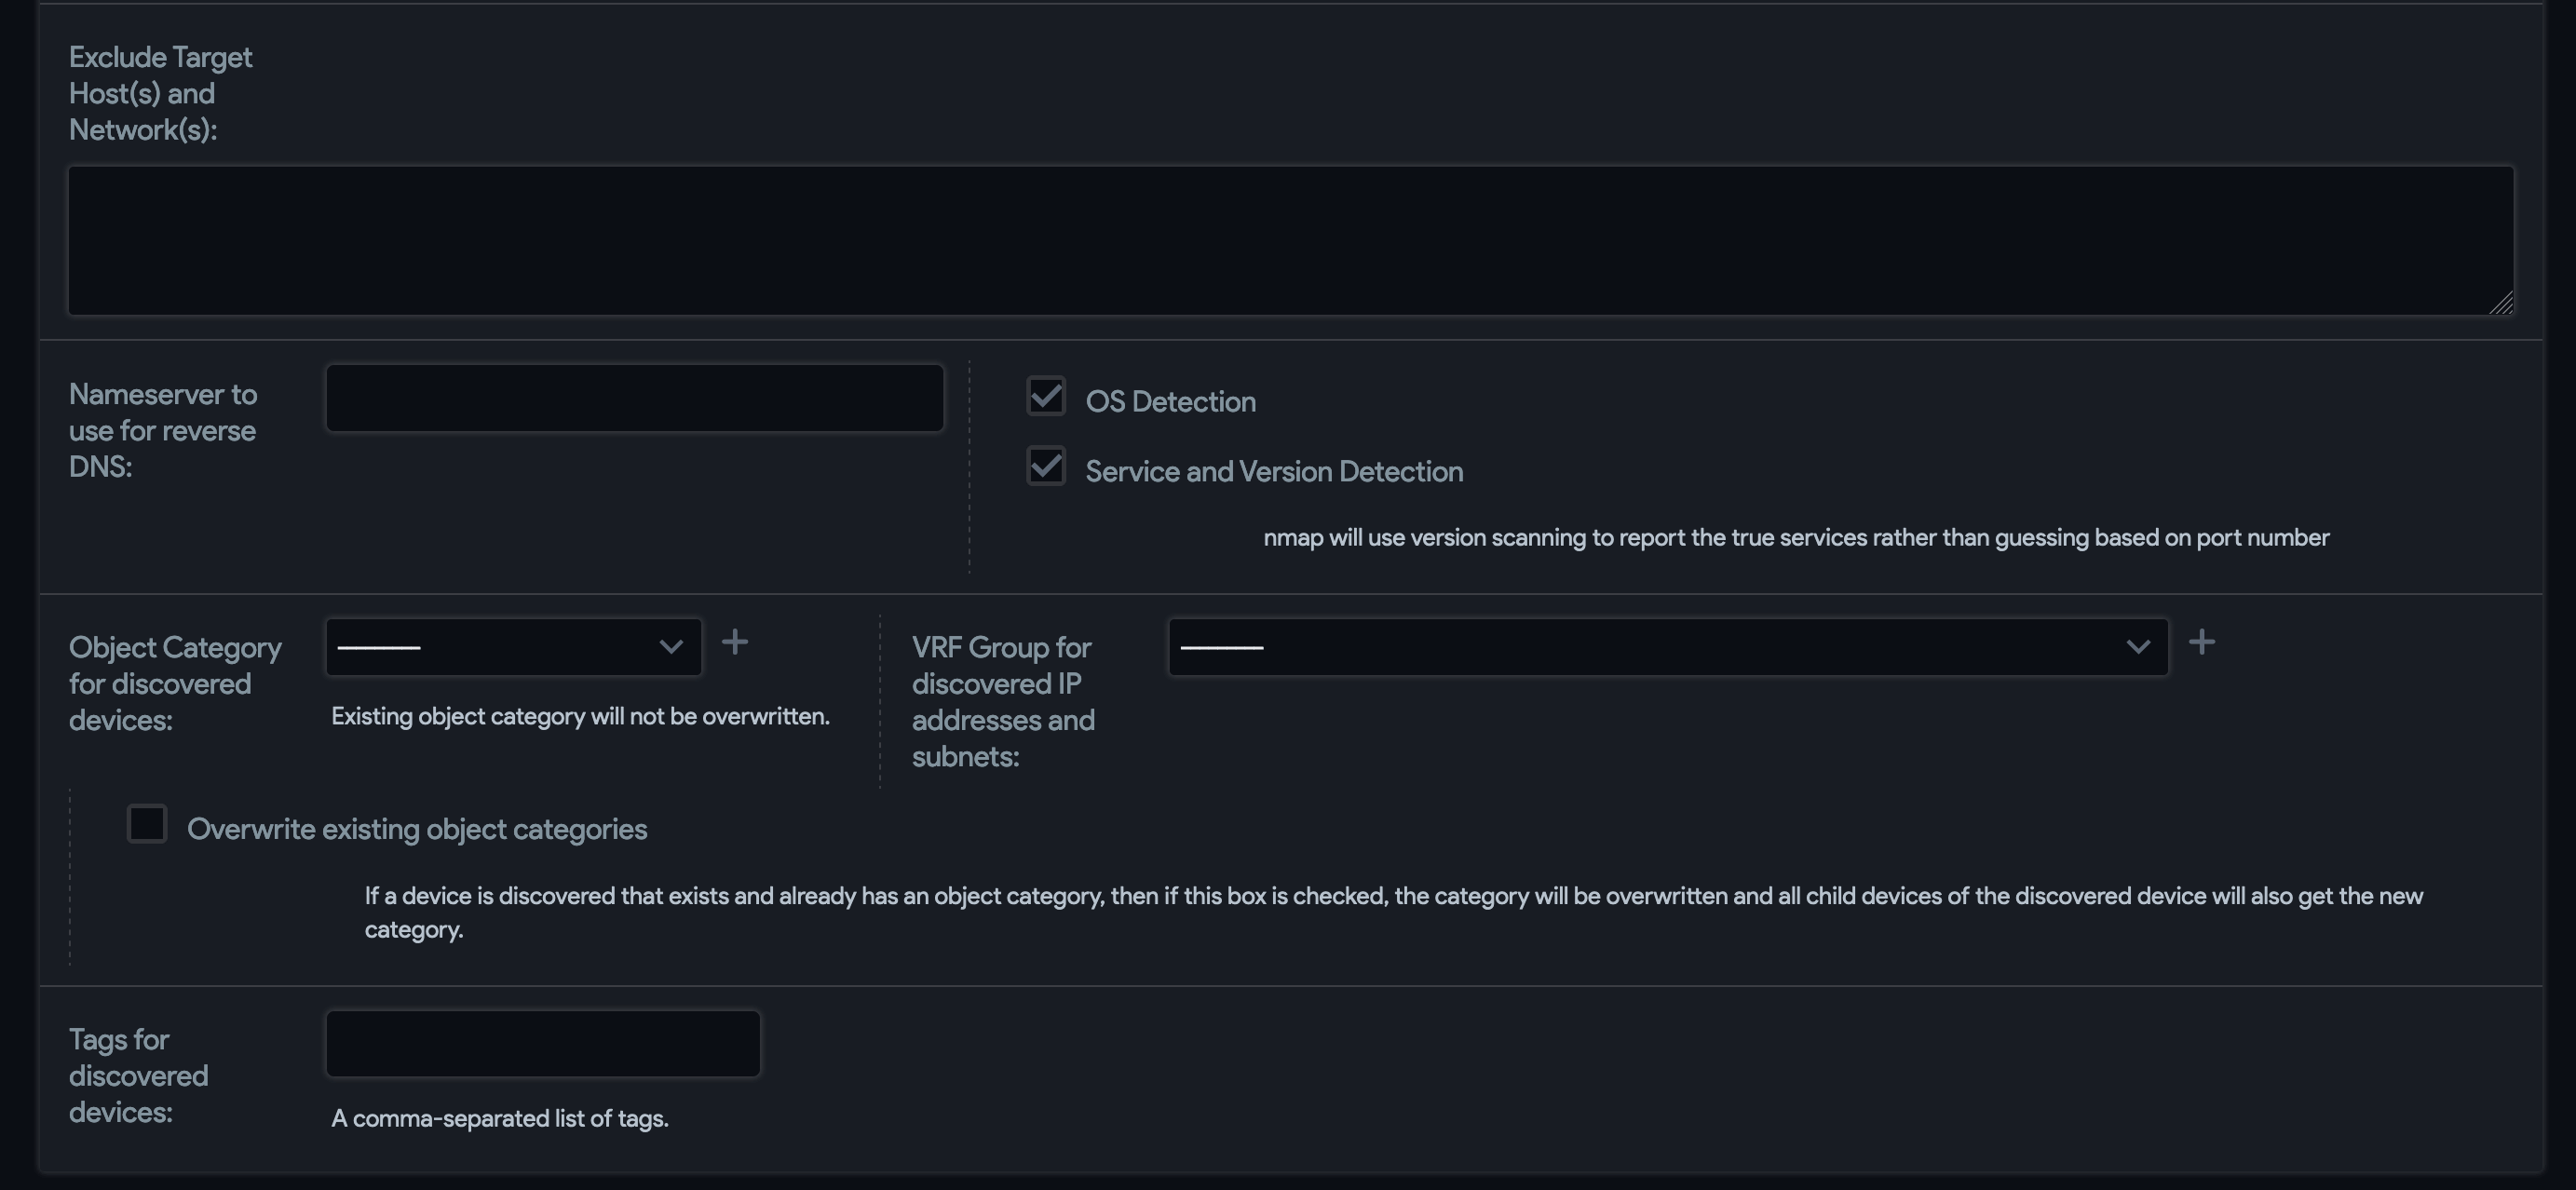 Exclude Target
Host(s) and
Network(s):
Nameserver to
use for reverse
DNS:
OS Detection
Service and Version Detection
nmap will use version scanning to report the true services rather than guessing based on port number
Object Category
for discovered
devices:
---------
Existing object category will not be overwritten.
VRF Group for
discovered IP
addresses and
subnets:
---------
Overwrite existing object categories
If a device is discovered that exists and already has an object category, then if this box is checked, the category will be overwritten and all child devices of the discovered device will also get the new
category.
Tags for
discovered
devices:
A comma-separated list of tags.